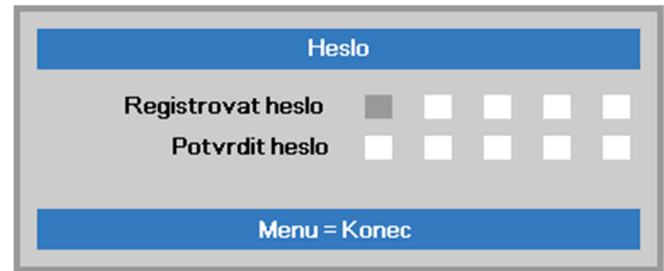 Heslo
Registrovat heslo
Potvrdit heslo
Menu = Konec